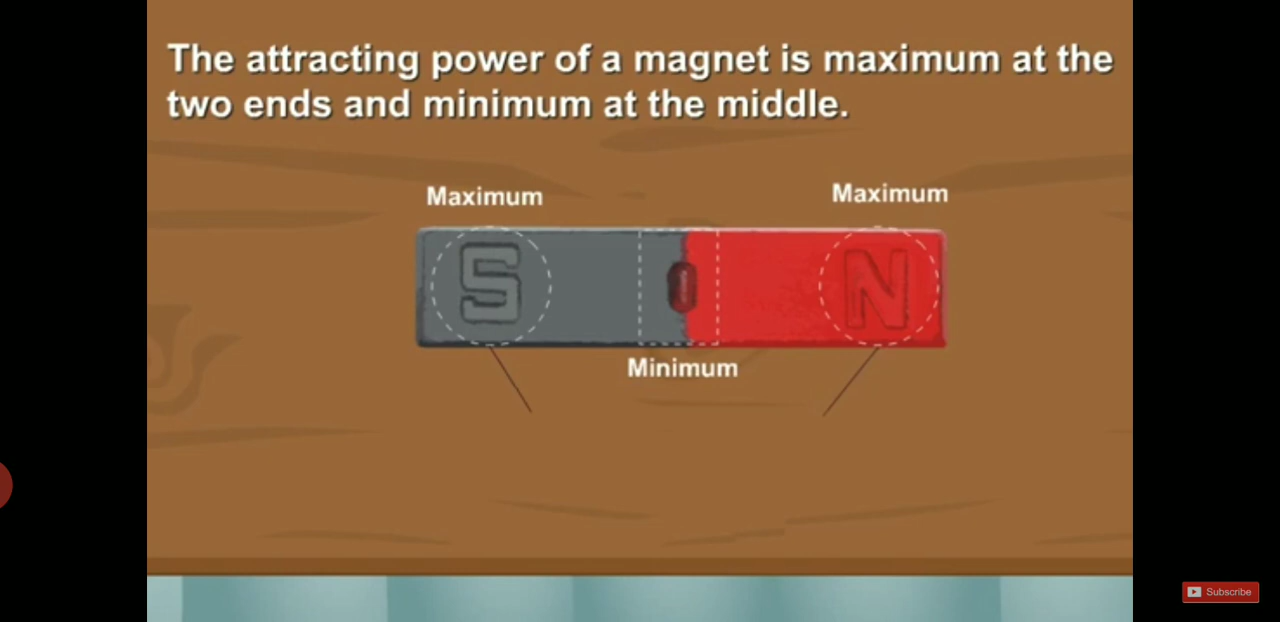 The attracting power of a magnet is maximum at the
two ends and minimum at the middle.
Maximum
Maximum
S
N
Minimum
Subscribe